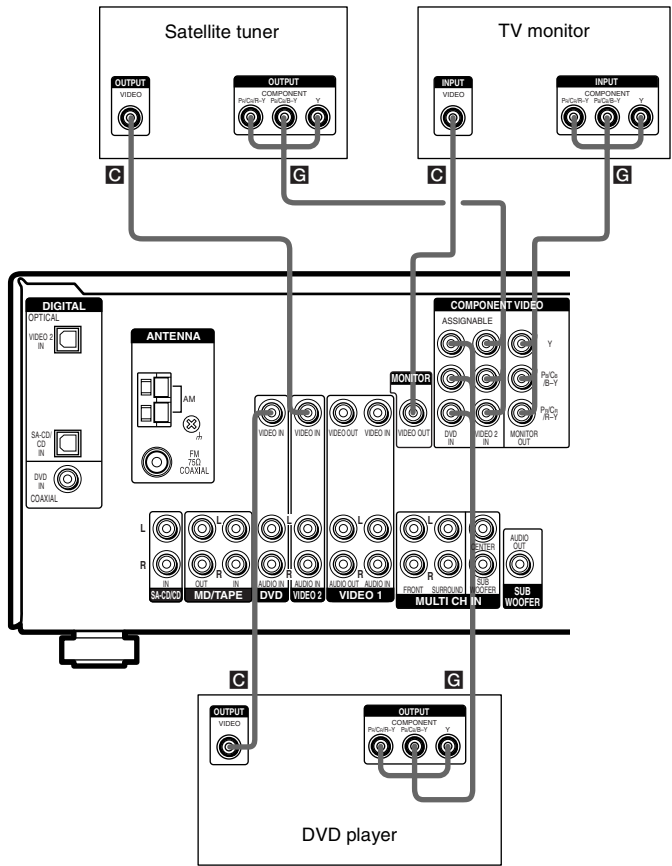 Satellite tuner
TV monitor
OUTPUT
VIDEO
OUTPUT
COMPONENT
PR/CR/R–Y PB/CB/B–Y Y
INPUT
VIDEO
INPUT
COMPONENT
PR/CR/R–Y PB/CB/B–Y Y
C
G
C
G
DIGITAL
OPTICAL
VIDEO 2
IN
SA-CD/
CD
IN
DVD
IN
COAXIAL
ANTENNA
AM
FM
75Ω
COAXIAL
MONITOR
VIDEO IN
VIDEO IN
VIDEO OUT
VIDEO IN
VIDEO OUT
COMPONENT VIDEO
ASSIGNABLE
Y
PB/CB
/B–Y
PR/CR
/R–Y
DVD
IN
VIDEO 2
IN
MONITOR
OUT
L
R
IN
SA-CD/CD
L
R
OUT
IN
MD/TAPE
AUDIO IN
DVD
L
R
AUDIO IN
VIDEO 2
L
R
AUDIO OUT
AUDIO IN
VIDEO 1
L
R
FRONT
SURROUND
CENTER
SUB
WOOFER
MULTI CH IN
AUDIO
OUT
SUB
WOOFER
C
G
OUTPUT
VIDEO
OUTPUT
COMPONENT
PR/CR/R–Y PB/CB/B–Y Y
DVD player